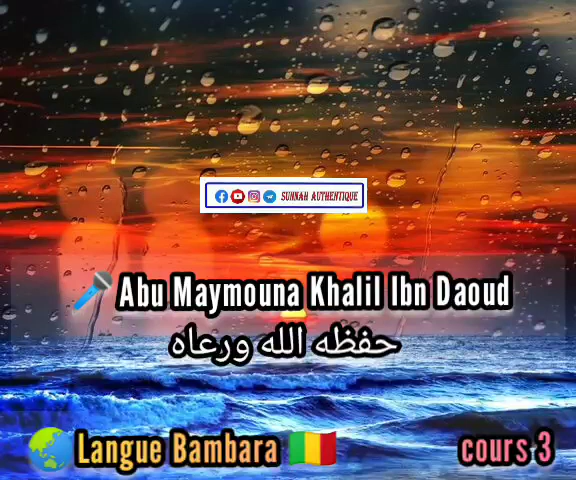 SUNNAH AUTHENTIQUE
Abu Maymouna Khalil Ibn Daoud
حفظه الله ورعاه
Langue Bambara
cours 3